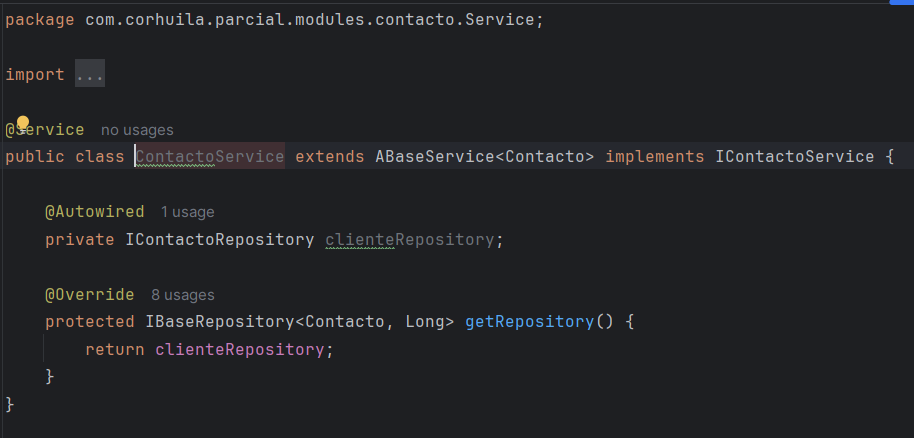 package com.corhuila.parcial.modules.contacto.Service;
import ...
@Service no usages
public class ContactoService extends ABaseService<Contacto> implements IContactoService {
@Autowired 1 usage
private IContactoRepository clienteRepository;
@Override 8 usages
protected IBaseRepository<Contacto, Long> getRepository() {
return clienteRepository;
}
}